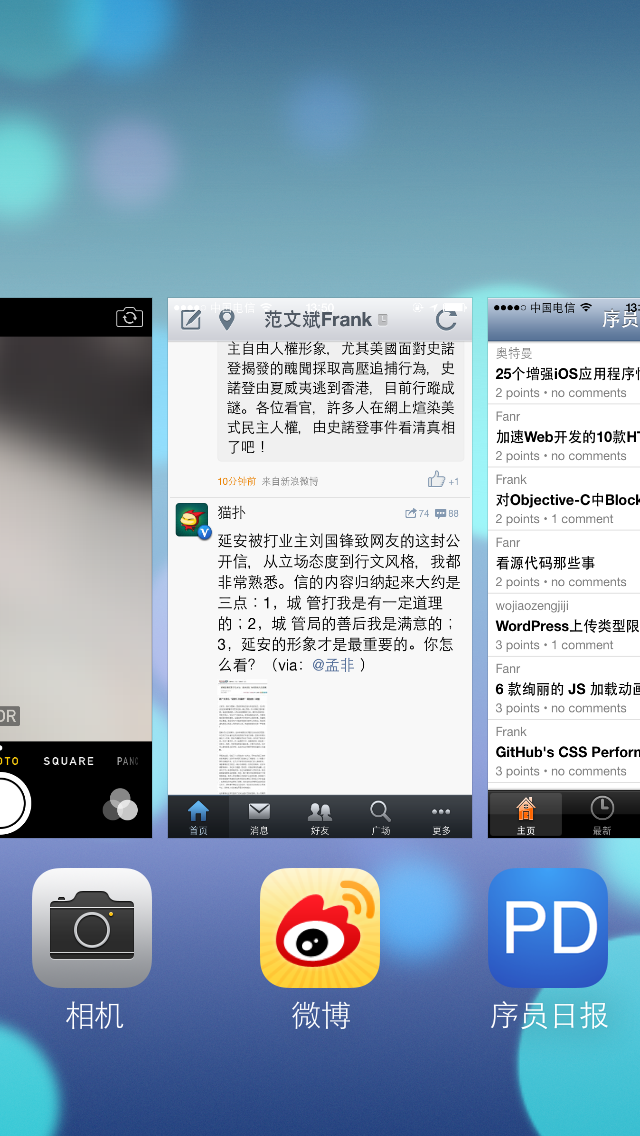 DR
OTO
SQUARE
PANO
中国电信
范文斌Frank
主自由人權形象，尤其美國面對史諾
登揭發的醜聞採取高壓追捕行為，史
諾登由夏威夷逃到香港，目前行蹤成
謎。各位看官，許多人在網上煊染美
式民主人權，由史諾登事件看清真相
了吧！
10分钟前 来自新浪微博
+1
猫扑
74
88
延安被打业主刘国锋致网友的这封公
开信，从立场态度到行文风格，我都
非常熟悉。信的内容归纳起来大约是
三点：1，城 管打我是有一定道理
的；2，城 管局的善后我是满意的；
3，延安的形象才是最重要的。你怎
么看？（via：@孟非 ）
首页
消息
好友
广场
更多
中国电信
13:
序员
奥特曼
25个增强iOS应用程序性
2 points • no comments
Fanr
加速Web开发的10款HT
2 points • no comments
Frank
对Objective-C中Block
2 points • 1 comment
Fanr
看源代码那些事
2 points • no comments
wojiaozengjiji
WordPress上传类型限
3 points • 1 comment
Fanr
6 款绚丽的 JS 加载动画
3 points • no comments
Frank
GitHub's CSS Perform
3 points • no comments
主页
最新
PD
相机
微博
序员日报